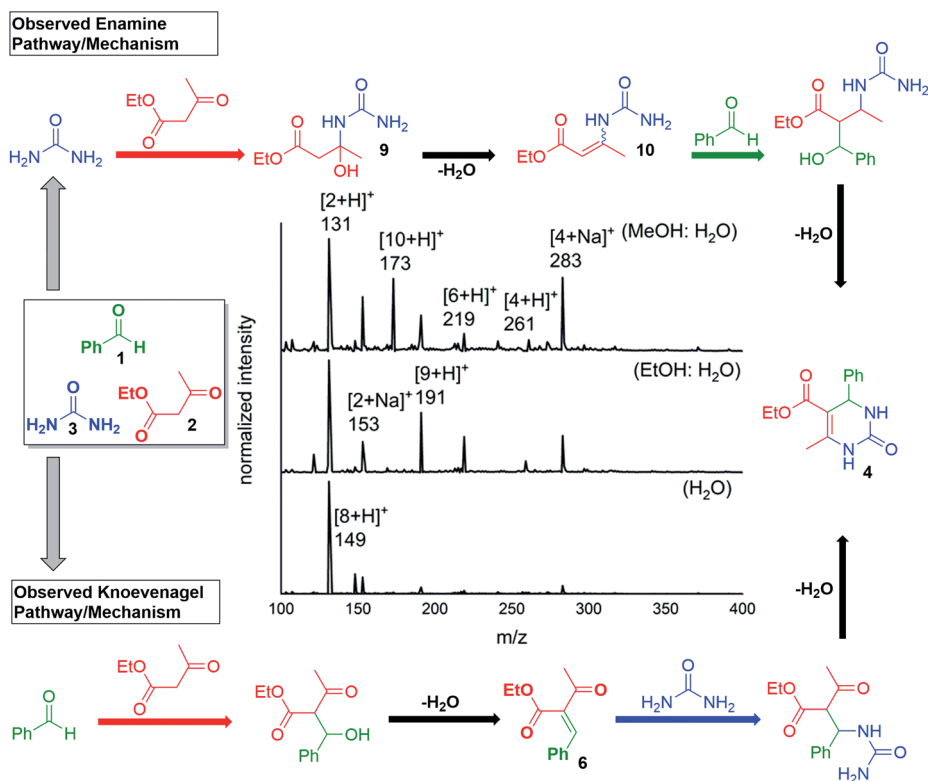 Observed Enamine
Pathway/Mechanism
O
H₂N NH₂
EtO O
O
O
HN NH₂
O
EtO OH
9
-H₂O
O
HN NH₂
O
EtO
10
O
Ph H
O
HN NH₂
O
EtO
HO Ph
-H₂O
O
Ph H
1
O
H₂N NH₂
3
EtO O
O
2
normalized intensity
[2+H]⁺
131
[10+H]⁺
173
[6+H]⁺
219
[4+H]⁺
261
[4+Na]⁺
283
(MeOH: H₂O)
[2+Na]⁺
153
[9+H]⁺
191
(EtOH: H₂O)
[8+H]⁺
149
(H₂O)
100 150 200 250 300 350 400
m/z
O Ph
EtO NH
N O
H
4
-H₂O
Observed Knoevenagel
Pathway/Mechanism
O
Ph H
EtO O
O
EtO O
O OH
Ph
-H₂O
EtO O
O
Ph
6
O
H₂N NH₂
EtO O
O
Ph NH
O
H₂N